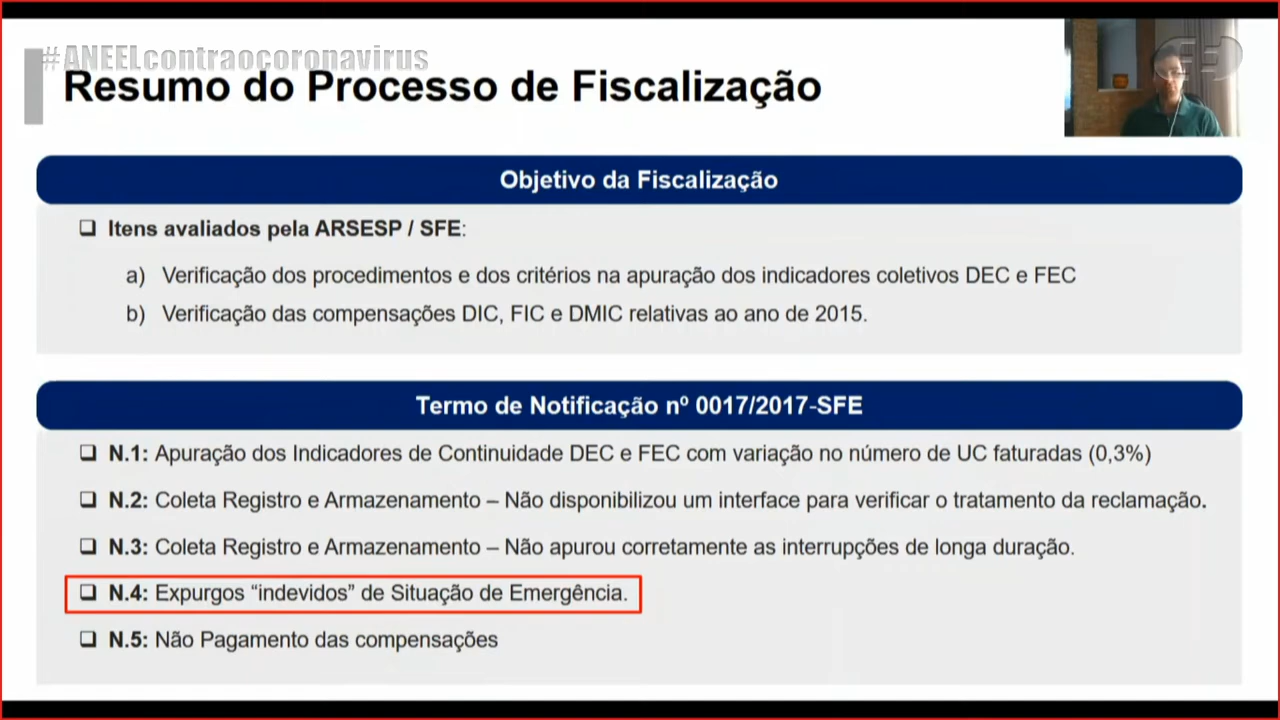 #ANEELcontraocoronavirus
Resumo do Processo de Fiscalização
Objetivo da Fiscalização
❑ Itens avaliados pela ARSESP / SFE:
a) Verificação dos procedimentos e dos critérios na apuração dos indicadores coletivos DEC e FEC
b) Verificação das compensações DIC, FIC e DMIC relativas ao ano de 2015.
Termo de Notificação nº 0017/2017-SFE
❑ N.1: Apuração dos Indicadores de Continuidade DEC e FEC com variação no número de UC faturadas (0,3%)
❑ N.2: Coleta Registro e Armazenamento – Não disponibilizou um interface para verificar o tratamento da reclamação.
❑ N.3: Coleta Registro e Armazenamento – Não apurou corretamente as interrupções de longa duração.
❑ N.4: Expurgos “indevidos” de Situação de Emergência.
❑ N.5: Não Pagamento das compensações